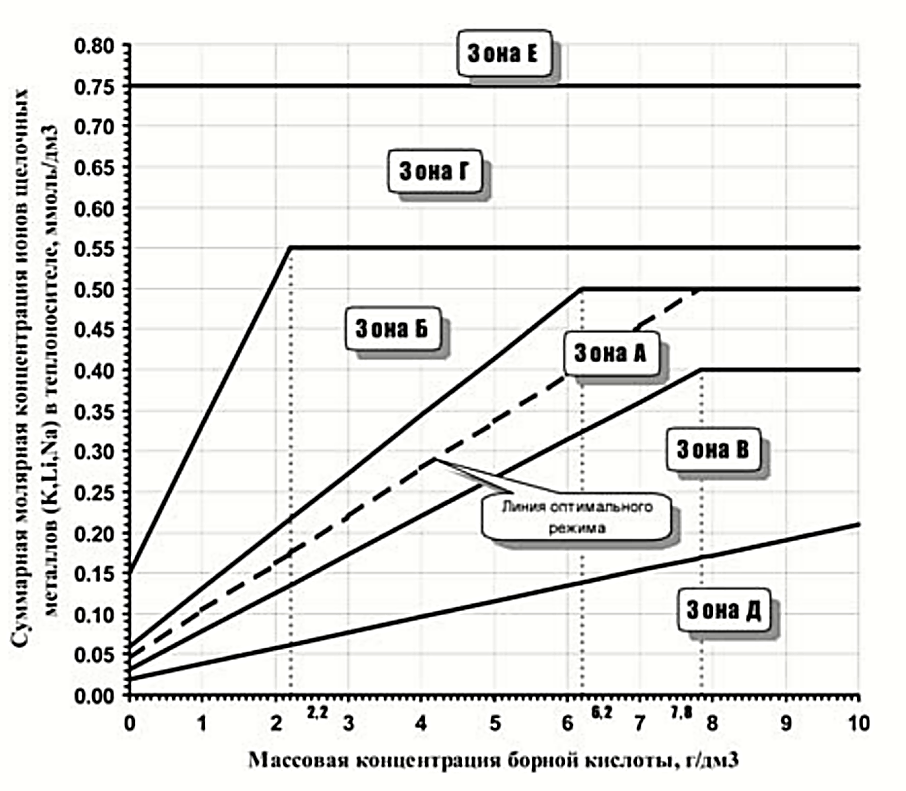 Суммарная молярная концентрация ионов щелочных
металлов (K,Li,Na) в теплоносителе, ммоль/дм3
0.80
0.75
0.70
0.65
0.60
0.55
0.50
0.45
0.40
0.35
0.30
0.25
0.20
0.15
0.10
0.05
0.00
Зона Е
Зона Г
Зона Б
Зона А
Зона В
Линия оптимального
режима
Зона Д
0 1 2 2,2 3 4 5 6 6,2 7 7,8 8 9 10
Массовая концентрация борной кислоты, г/дм3